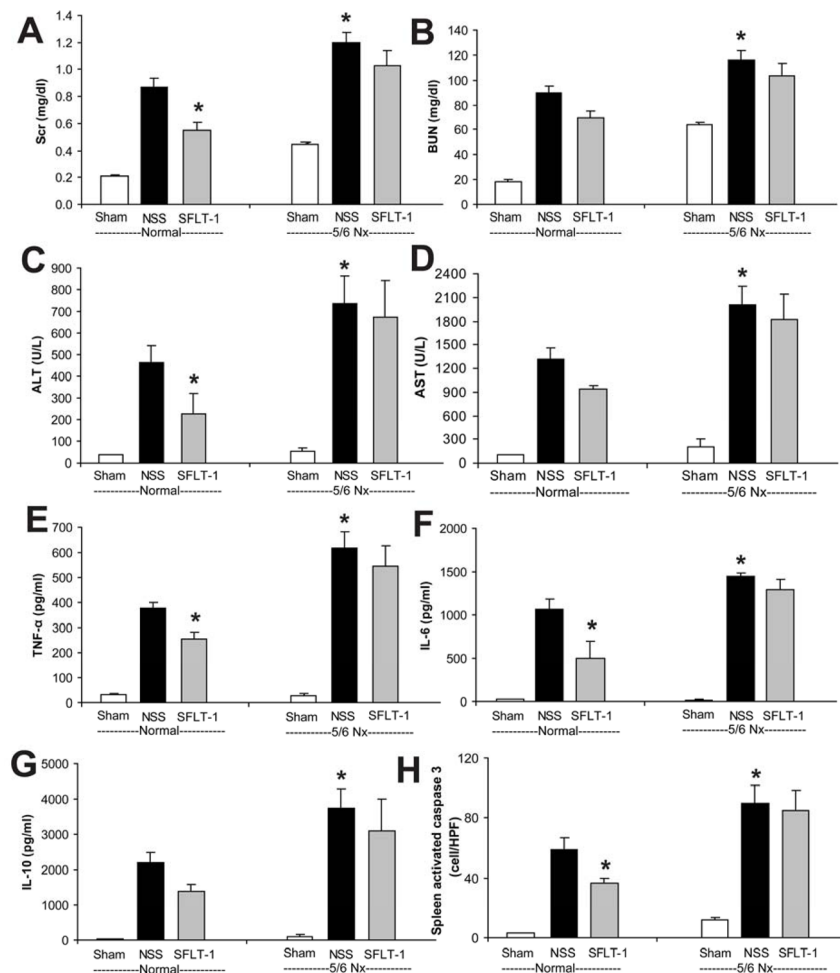 A
Scr (mg/dl)
1.4
1.2
1.0
0.8
0.6
0.4
0.2
0.0
*
*
Sham NSS SFLT-1 Sham NSS SFLT-1
----------Normal---------- ----------5/6 Nx----------
B
BUN (mg/dl)
140
120
100
80
60
40
20
0
*
Sham NSS SFLT-1 Sham NSS SFLT-1
----------Normal---------- ----------5/6 Nx----------
C
ALT (U/L)
900
800
700
600
500
400
300
200
100
0
*
*
Sham NSS SFLT-1 Sham NSS SFLT-1
----------Normal---------- ----------5/6 Nx----------
D
AST (U/L)
2400
2100
1800
1500
1200
900
600
300
0
*
Sham NSS SFLT-1 Sham NSS SFLT-1
----------Normal---------- ----------5/6 Nx----------
E
TNF-α (pg/ml)
700
600
500
400
300
200
100
0
*
*
Sham NSS SFLT-1 Sham NSS SFLT-1
----------Normal---------- ----------5/6 Nx----------
F
IL-6 (pg/ml)
2000
1500
1000
500
0
*
*
Sham NSS SFLT-1 Sham NSS SFLT-1
----------Normal---------- ----------5/6 Nx----------
G
IL-10 (pg/ml)
5000
4000
3000
2000
1000
0
*
Sham NSS SFLT-1 Sham NSS SFLT-1
----------Normal---------- ----------5/6 Nx----------
H
Spleen activated caspase 3
(cell/HPF)
120
80
40
0
*
*
Sham NSS SFLT-1 Sham NSS SFLT-1
----------Normal---------- ----------5/6 Nx----------